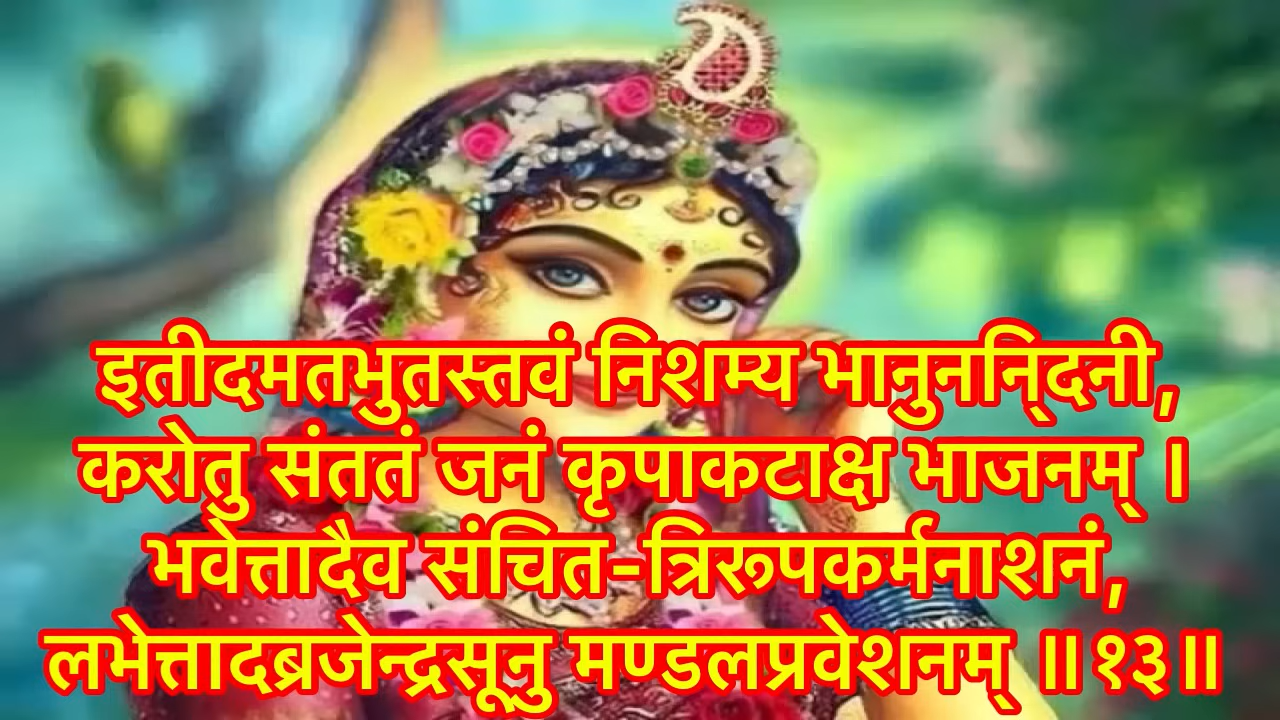 इतीदमतभुतस्तवं निशम्य भानुननि्दनी,
करोतु संततं जनं कृपाकटाक्ष भाजनम् ।
भवेत्तादैव संचित-त्रिरूपकर्मनाशनं,
लभेत्तादब्रजेन्द्रसूनु मण्डलप्रवेशनम् ॥१३॥